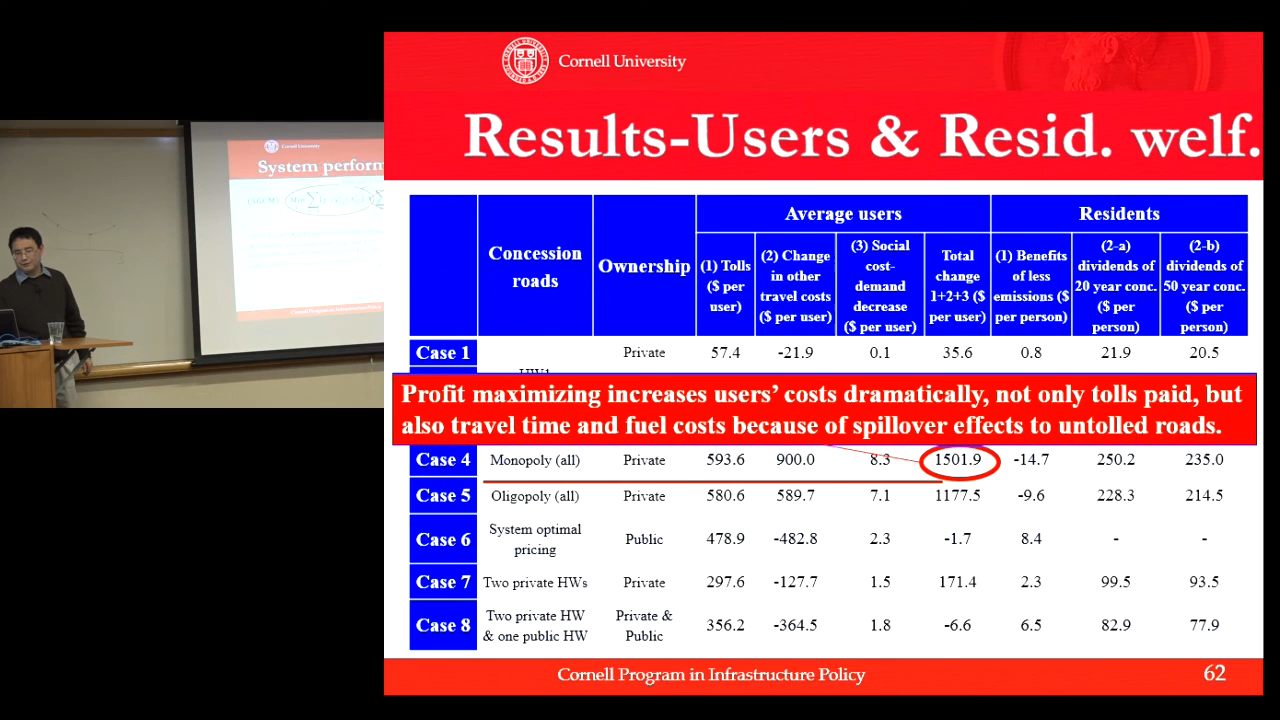 Cornell University
Results-Users & Resid. welf.
Average users
Residents
Concession roads
Ownership
(1) Tolls ($ per user)
(2) Change in other travel costs ($ per user)
(3) Social cost-demand decrease ($ per user)
Total change 1+2+3 ($ per user)
(1) Benefits of less emissions ($ per person)
(2-a) dividends of 20 year conc. ($ per person)
(2-b) dividends of 50 year conc. ($ per person)
Case 1 Private 57.4 -21.9 0.1 35.6 0.8 21.9 20.5
Profit maximizing increases users' costs dramatically, not only tolls paid, but
also travel time and fuel costs because of spillover effects to untolled roads.
Case 4 Monopoly (all) Private 593.6 900.0 8.3 1501.9 -14.7 250.2 235.0
Case 5 Oligopoly (all) Private 580.6 589.7 7.1 1177.5 -9.6 228.3 214.5
Case 6 System optimal pricing Public 478.9 -482.8 2.3 -1.7 8.4 - -
Case 7 Two private HWs Private 297.6 -127.7 1.5 171.4 2.3 99.5 93.5
Case 8 Two private HW & one public HW Private & Public 356.2 -364.5 1.8 -6.6 6.5 82.9 77.9
Cornell Program in Infrastructure Policy
62
Cornell University
System perform